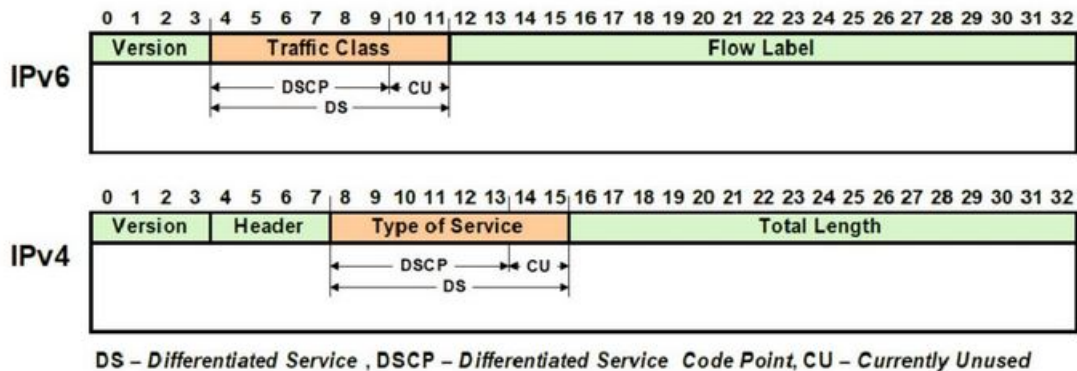 0 1 2 3 4 5 6 7 8 9 10 11 12 13 14 15 16 17 18 19 20 21 22 23 24 25 26 27 28 29 30 31 32
IPv6
Version Traffic Class Flow Label
DSCP CU
DS
0 1 2 3 4 5 6 7 8 9 10 11 12 13 14 15 16 17 18 19 20 21 22 23 24 25 26 27 28 29 30 31 32
IPv4
Version Header Type of Service Total Length
DSCP CU
DS
DS – Differentiated Service , DSCP – Differentiated Service Code Point, CU – Currently Unused